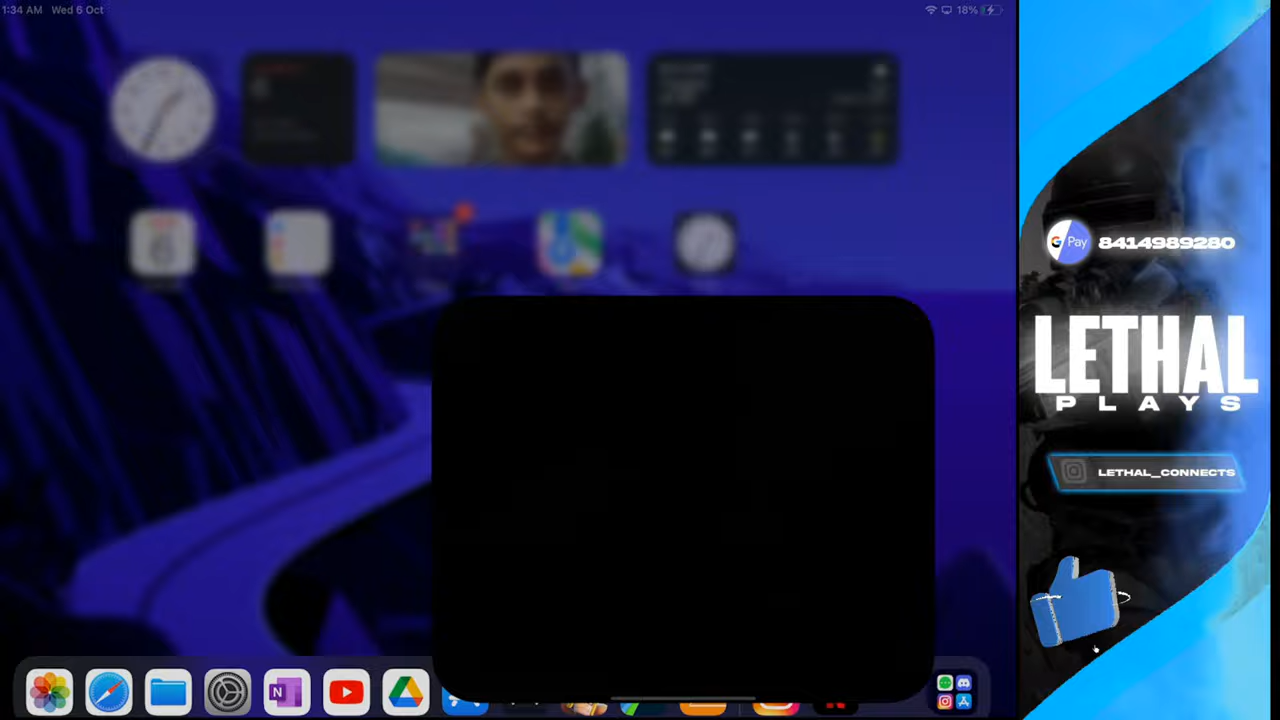 1:34 AM Wed 6 Oct
18%
G Pay 8414989280
LETHAL
PLAYS
LETHAL_CONNECTS
N